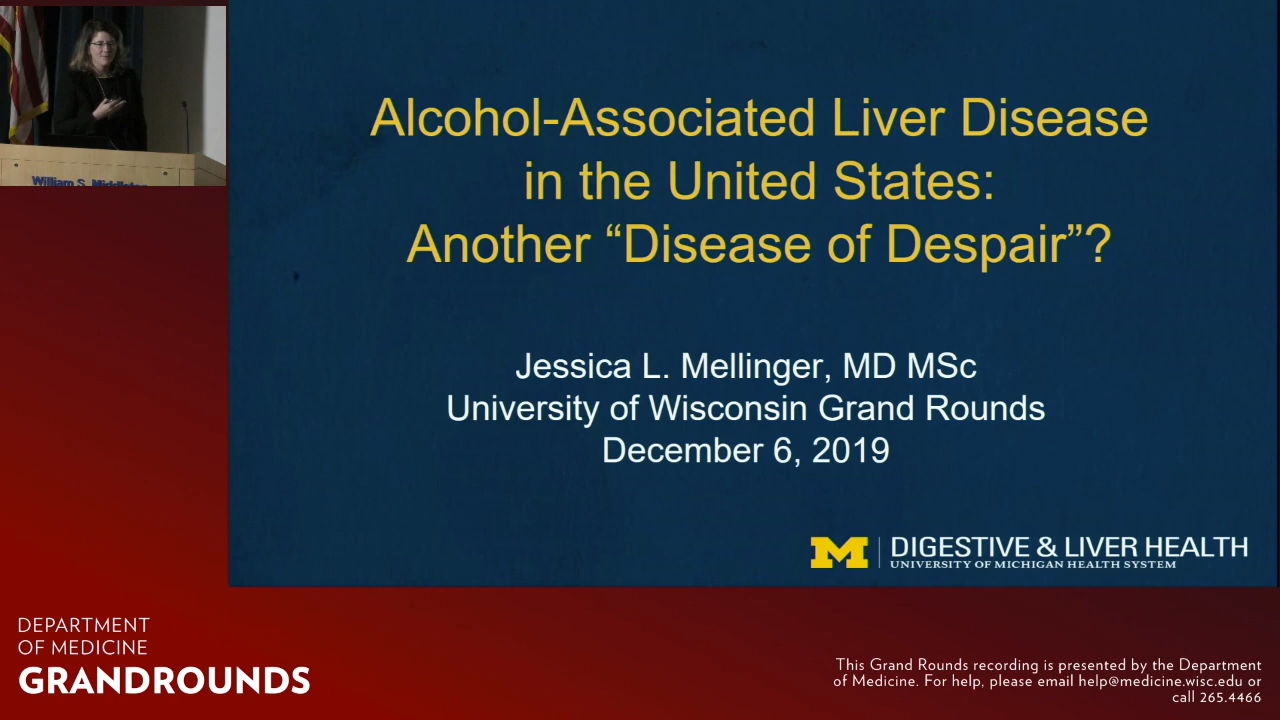 William S. Middleton
Alcohol-Associated Liver Disease
in the United States:
Another “Disease of Despair”?
Jessica L. Mellinger, MD MSc
University of Wisconsin Grand Rounds
December 6, 2019
M DIGESTIVE & LIVER HEALTH
UNIVERSITY OF MICHIGAN HEALTH SYSTEM
DEPARTMENT
OF MEDICINE
GRANDROUNDS
This Grand Rounds recording is presented by the Department
of Medicine. For help, please email help@medicine.wisc.edu or
call 265.4466